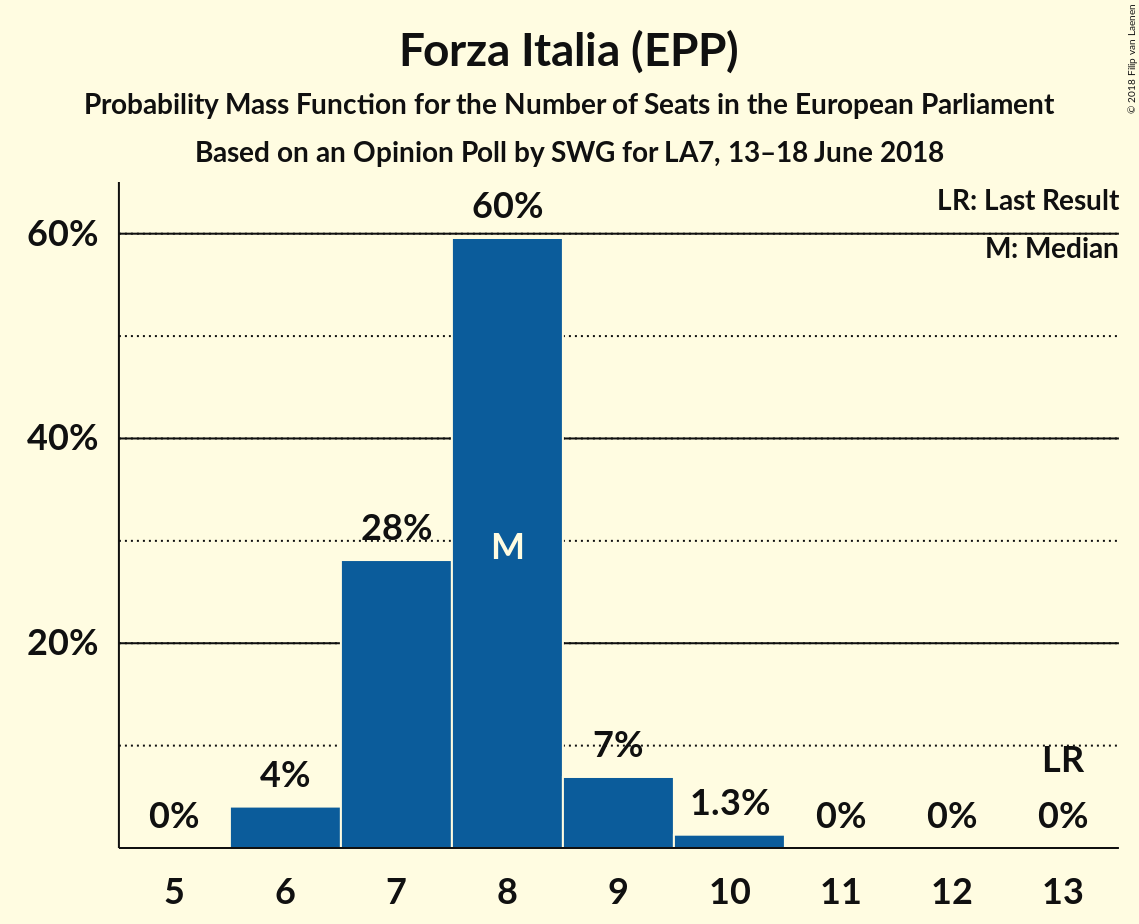 Forza Italia (EPP)
Probability Mass Function for the Number of Seats in the European Parliament
Based on an Opinion Poll by SWG for LA7, 13–18 June 2018
© 2018 Filip van Laenen
LR: Last Result
M: Median
60%
40%
20%
0%
4%
28%
60%
M
7%
1.3%
0%
0%
LR
0%
5 6 7 8 9 10 11 12 13